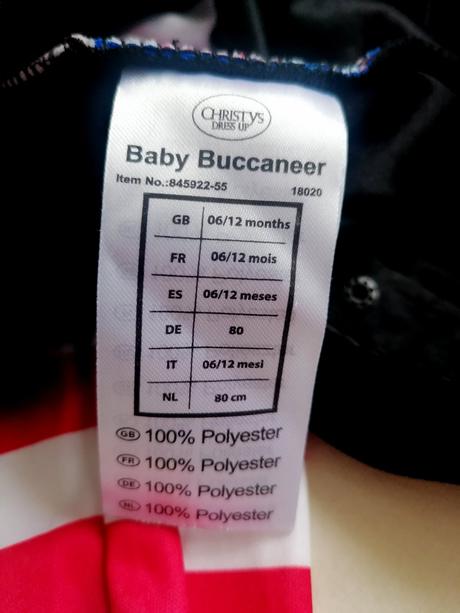 CHRISTYS
DRESS UP
Baby Buccaneer
Item No.:845922-55 18020
GB 06/12 months
FR 06/12 mois
ES 06/12 meses
DE 80
IT 06/12 mesi
NL 80 cm
GB 100% Polyester
FR 100% Polyester
DE 100% Polyester
NL 100% Polyester